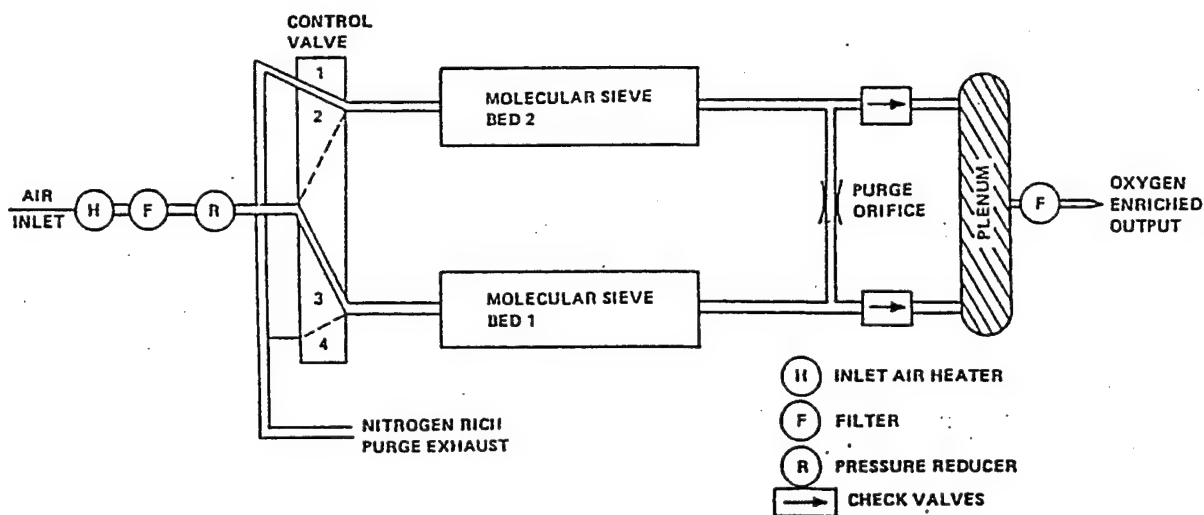 CONTROL
VALVE
1
2
3
4
MOLECULAR SIEVE
BED 2
AIR
INLET
H
F
R
PURGE
ORIFICE
PLENUM
F
OXYGEN
ENRICHED
OUTPUT
MOLECULAR SIEVE
BED 1
NITROGEN RICH
PURGE EXHAUST
H INLET AIR HEATER
F FILTER
R PRESSURE REDUCER
CHECK VALVES